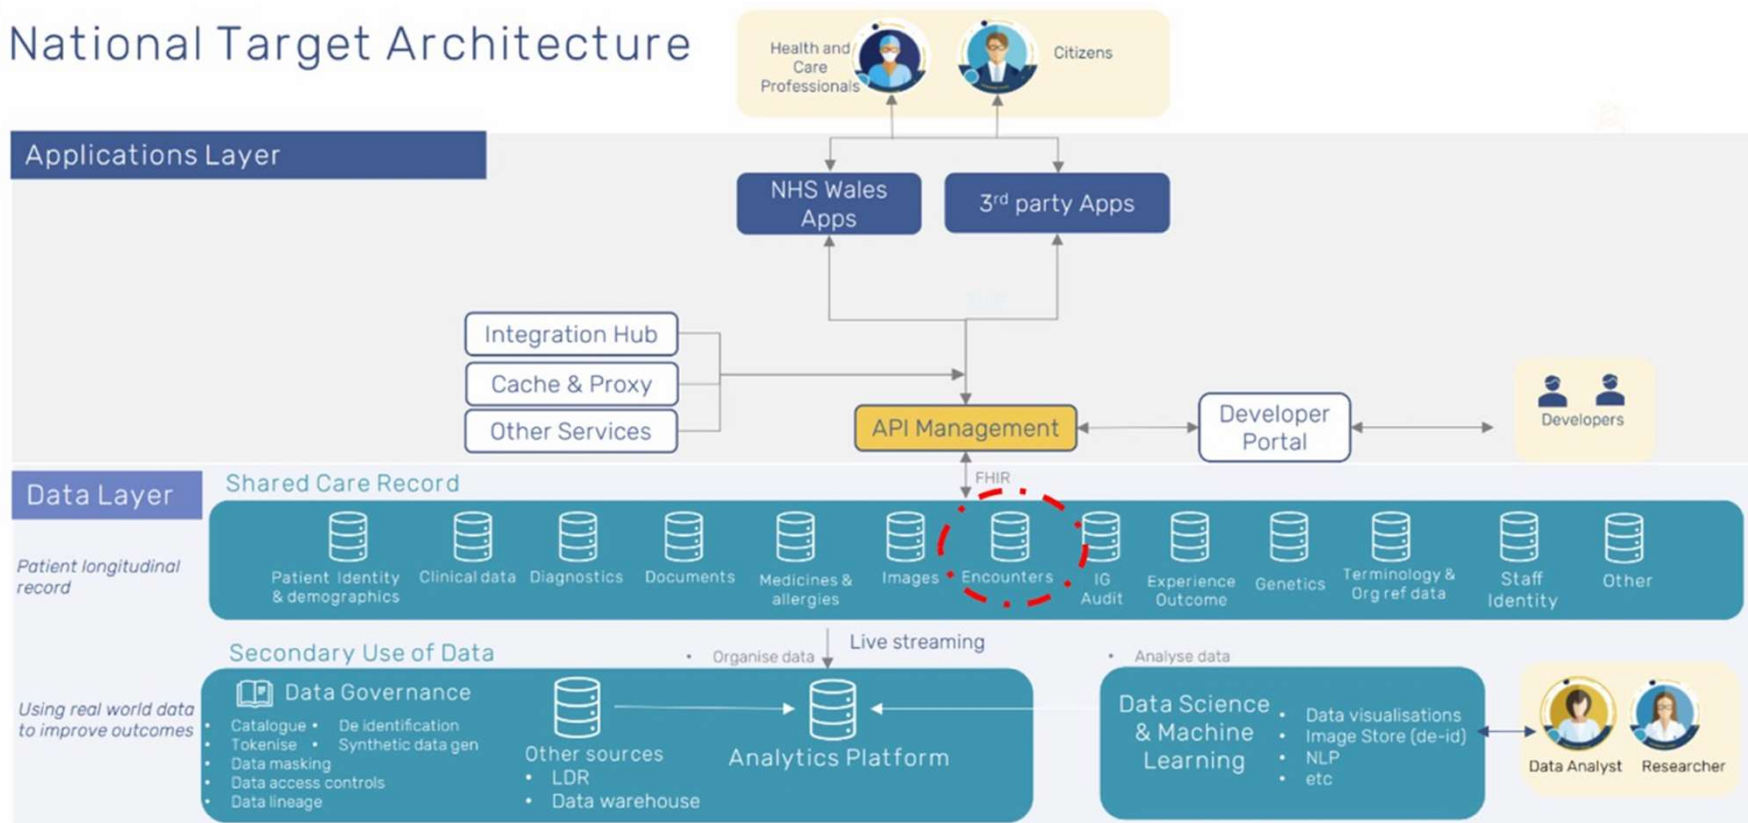 National Target Architecture
Health and
Care
Professionals
Citizens
Applications Layer
NHS Wales
Apps
3rd party Apps
Integration Hub
Cache & Proxy
Other Services
API Management
Developer
Portal
Developers
FHIR
Data Layer
Shared Care Record
Patient longitudinal
record
Patient Identity
& demographics
Clinical data
Diagnostics
Documents
Medicines &
allergies
Images
Encounters
IG
Audit
Experience
Outcome
Genetics
Terminology &
Org ref data
Staff
Identity
Other
Secondary Use of Data
• Organise data
Live streaming
• Analyse data
Using real world data
to improve outcomes
Data Governance
• Catalogue
• De identification
• Tokenise
• Synthetic data gen
• Data masking
• Data access controls
• Data lineage
Other sources
• LDR
• Data warehouse
Analytics Platform
Data Science
& Machine
Learning
• Data visualisations
• Image Store (de-id)
• NLP
• etc
Data Analyst
Researcher